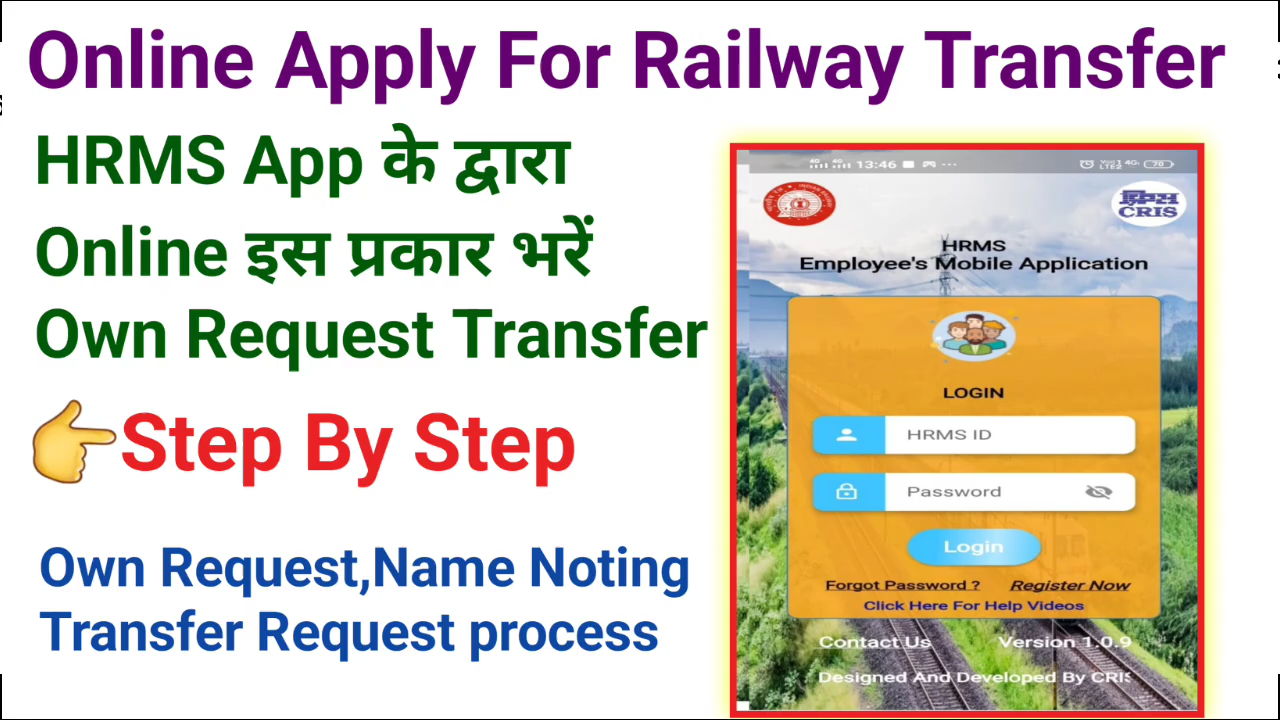 Online Apply For Railway Transfer
HRMS App के द्वारा
Online इस प्रकार भरें
Own Request Transfer
👉Step By Step
Own Request,Name Noting
Transfer Request process
13:46
4G
70
क्रिस
CRIS
HRMS
Employee's Mobile Application
LOGIN
HRMS ID
Password
Login
Forgot Password ? Register Now
Click Here For Help Videos
Contact Us Version 1.0.9
Designed And Developed By CRIS